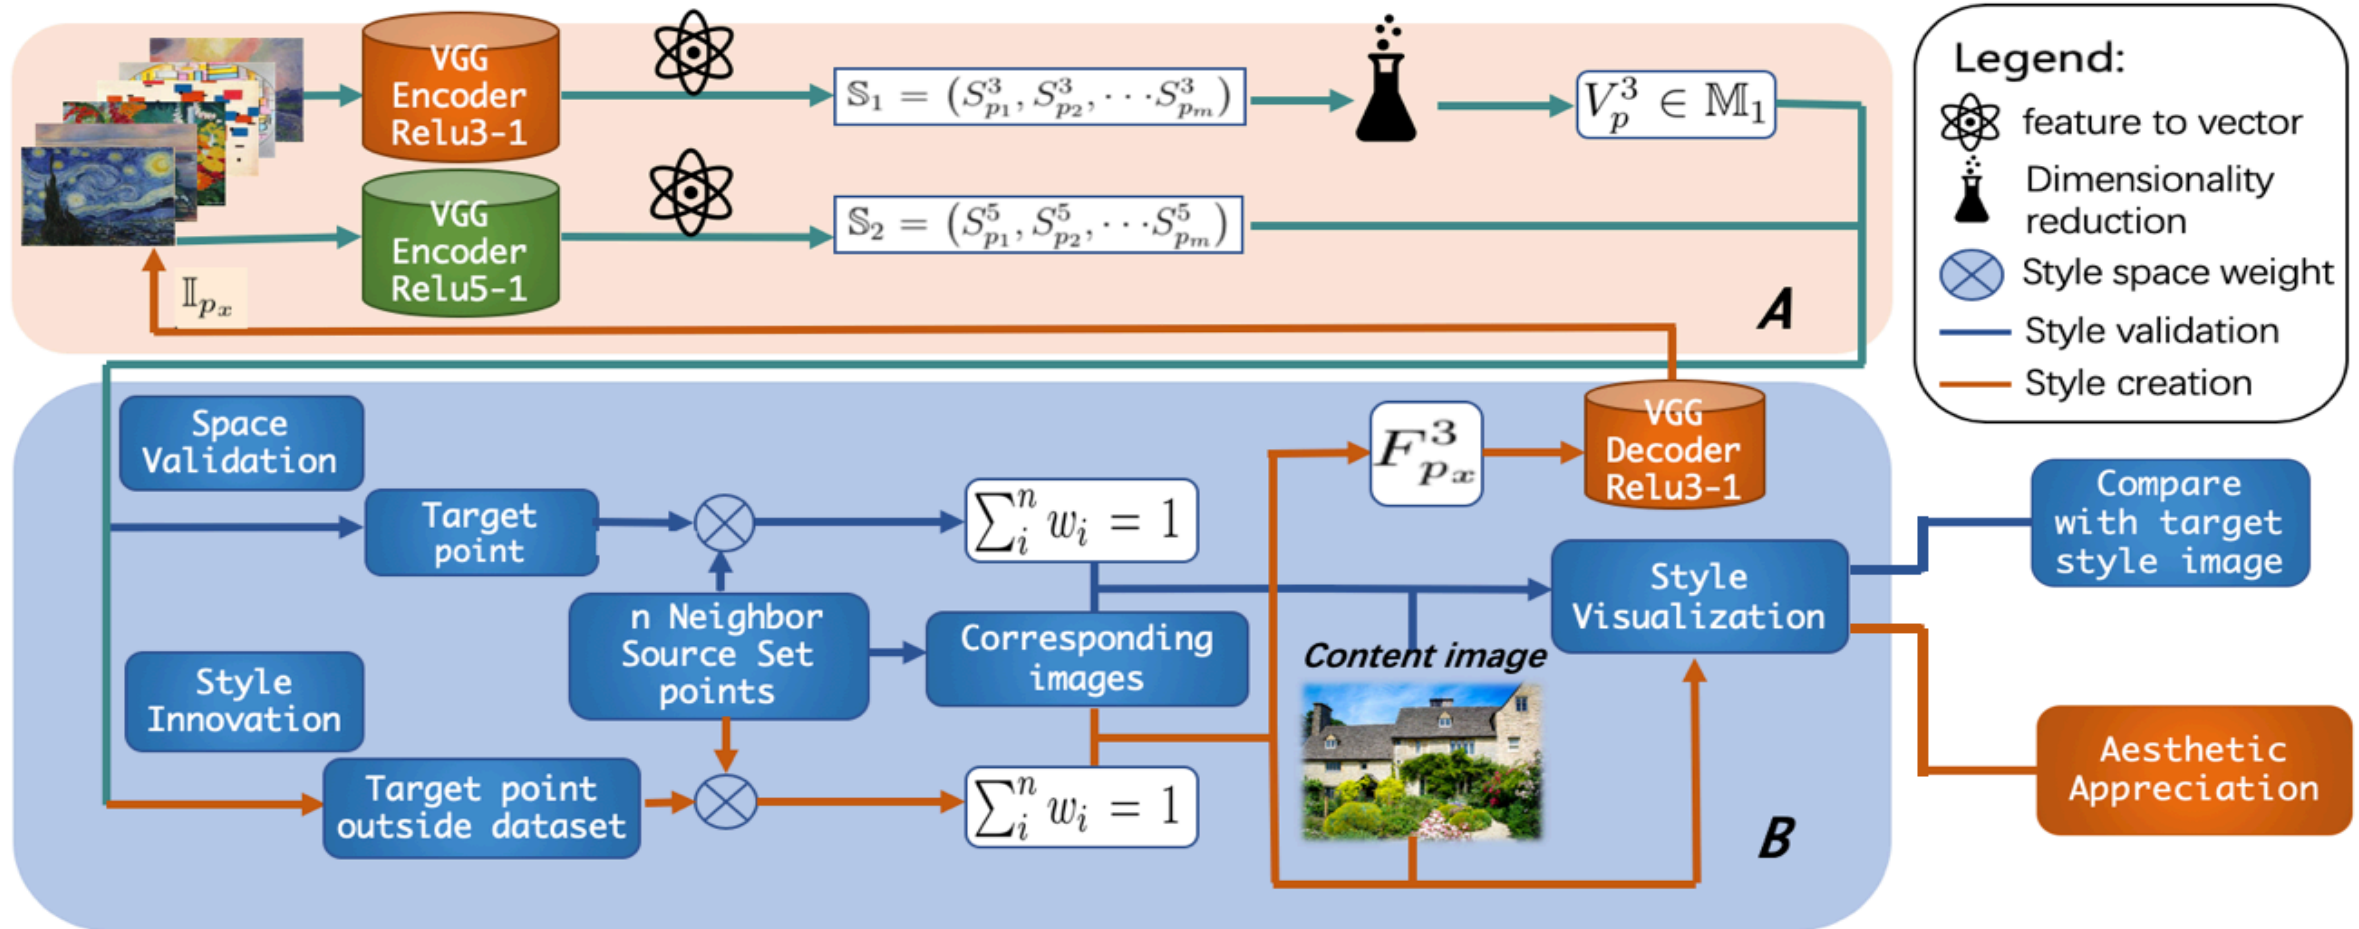 VGG
Encoder
Relu3-1
𝕊₁ = (S³ₚ₁, S³ₚ₂, ···S³ₚₘ)
V³ₚ ∈ 𝕄₁
VGG
Encoder
Relu5-1
𝕊₂ = (S⁵ₚ₁, S⁵ₚ₂, ···S⁵ₚₘ)
𝕀ₚₓ
A
Legend:
feature to vector
Dimensionality
reduction
Style space weight
Style validation
Style creation
Space
Validation
Target
point
∑ᵢⁿ wᵢ = 1
F³ₚₓ
VGG
Decoder
Relu3-1
n Neighbor
Source Set
points
Corresponding
images
Content image
Style
Visualization
Compare
with target
style image
Style
Innovation
Target point
outside dataset
∑ᵢⁿ wᵢ = 1
B
Aesthetic
Appreciation